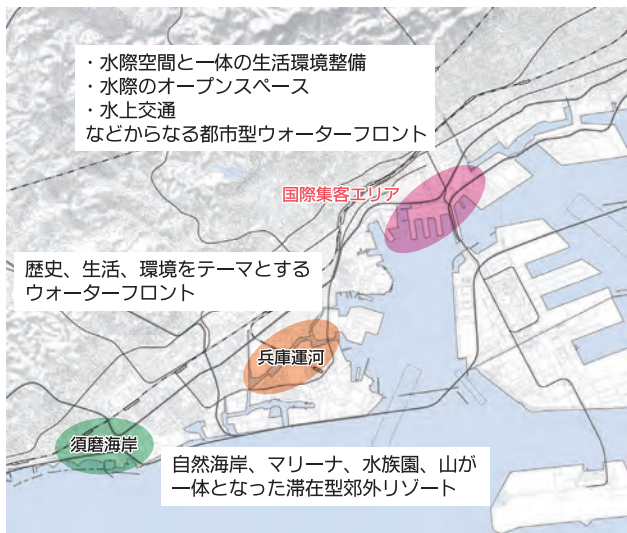 ・水際空間と一体の生活環境整備
・水際のオープンスペース
・水上交通
などからなる都市型ウォーターフロント
国際集客エリア
歴史、生活、環境をテーマとする
ウォーターフロント
兵庫運河
須磨海岸
自然海岸、マリーナ、水族園、山が
一体となった滞在型郊外リゾート